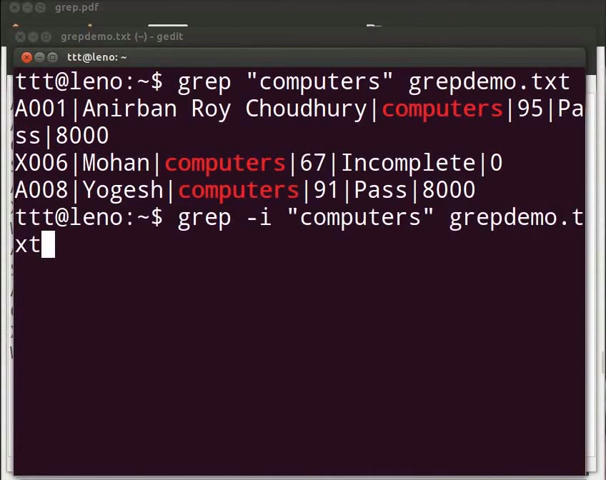 grep.pdf
grepdemo.txt (~) - gedit
ttt@leno: ~
ttt@leno:~$ grep "computers" grepdemo.txt
A001|Anirban Roy Choudhury|computers|95|Pa
ss|8000
X006|Mohan|computers|67|Incomplete|0
A008|Yogesh|computers|91|Pass|8000
ttt@leno:~$ grep -i "computers" grepdemo.t
xt